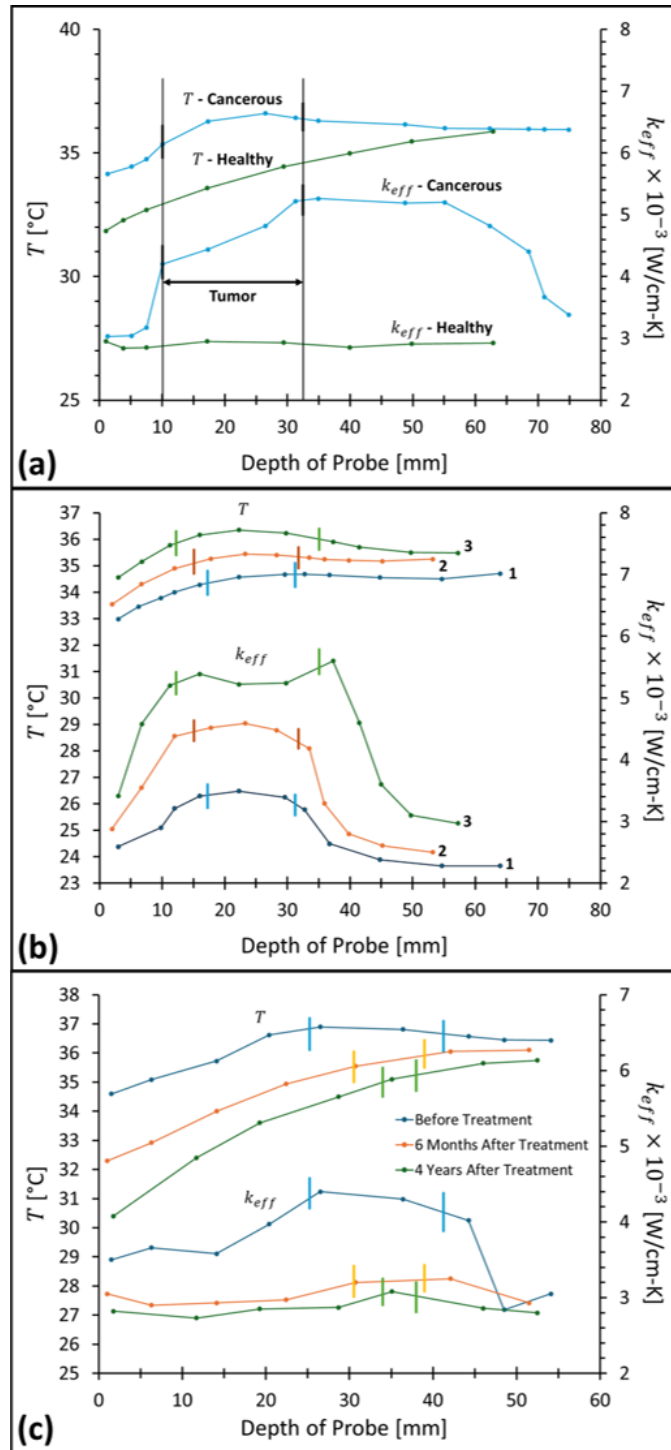 40
35
30
25
T [°C]
T - Cancerous
T - Healthy
k_eff - Cancerous
Tumor
k_eff - Healthy
8
7
6
5
4
3
2
k_eff × 10⁻³ [W/cm-K]
0 10 20 30 40 50 60 70 80
Depth of Probe [mm]
(a)
37
36
35
34
33
32
31
30
29
28
27
26
25
24
23
T [°C]
T
3
2
1
k_eff
3
2
1
8
7
6
5
4
3
2
k_eff × 10⁻³ [W/cm-K]
0 10 20 30 40 50 60 70 80
Depth of Probe [mm]
(b)
38
37
36
35
34
33
32
31
30
29
28
27
26
25
T [°C]
T
Before Treatment
6 Months After Treatment
4 Years After Treatment
k_eff
7
6
5
4
3
2
k_eff × 10⁻³ [W/cm-K]
0 10 20 30 40 50 60
Depth of Probe [mm]
(c)